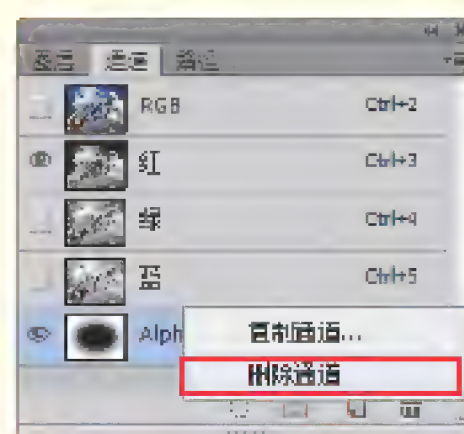 图层 通道 路径
RGB Ctrl+2
红 Ctrl+3
绿 Ctrl+4
蓝 Ctrl+5
Alph
复制通道...
删除通道